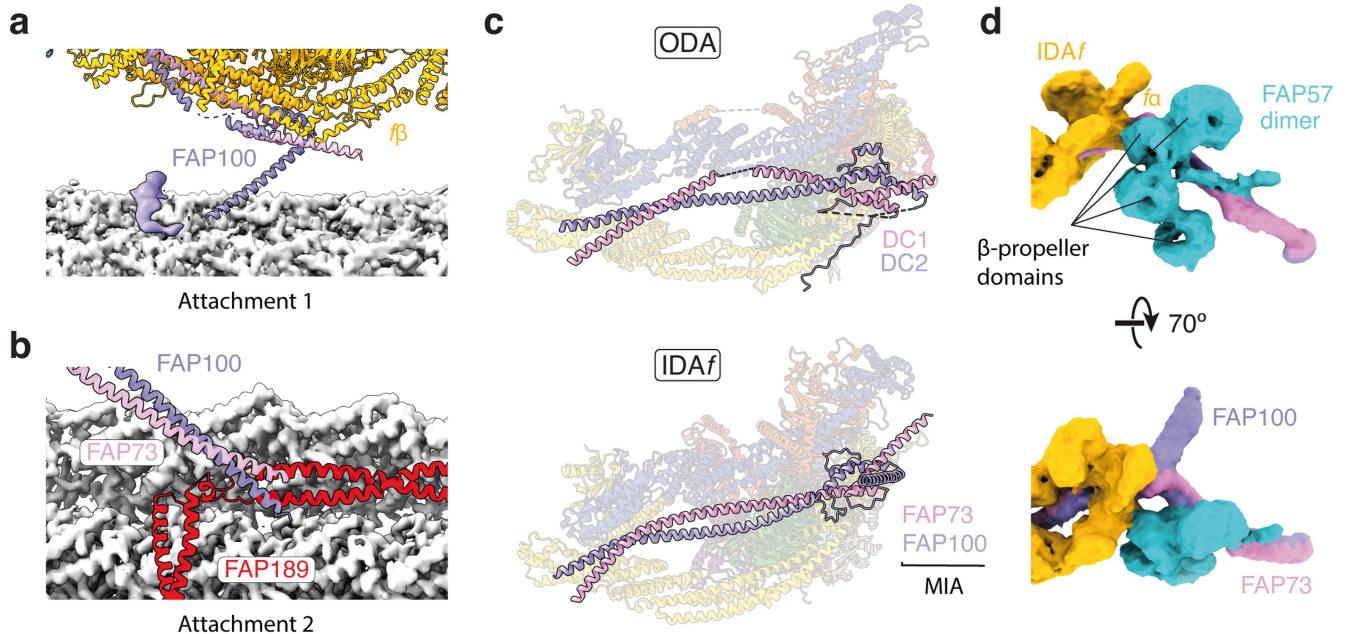 a
fβ
FAP100
Attachment 1
b
FAP100
FAP73
FAP189
Attachment 2
c
ODA
DC1
DC2
IDAf
FAP73
FAP100
MIA
d
IDAf
fα
FAP57
dimer
β-propeller
domains
70º
FAP100
FAP73